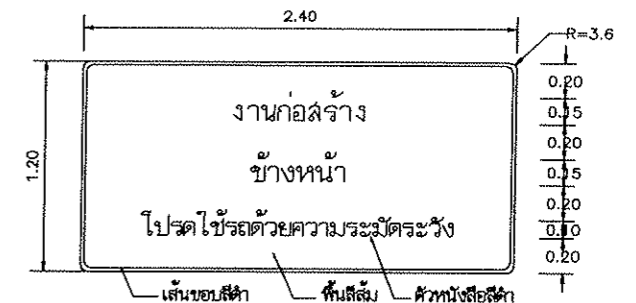 2.40
R=3.6
1.20
งานก่อสร้าง
ข้างหน้า
โปรดใช้รถด้วยความระมัดระวัง
0.20
0.15
0.20
0.15
0.20
0.10
0.20
เส้นขอบสีดำ พื้นสีส้ม ตัวหนังสือสีดำ